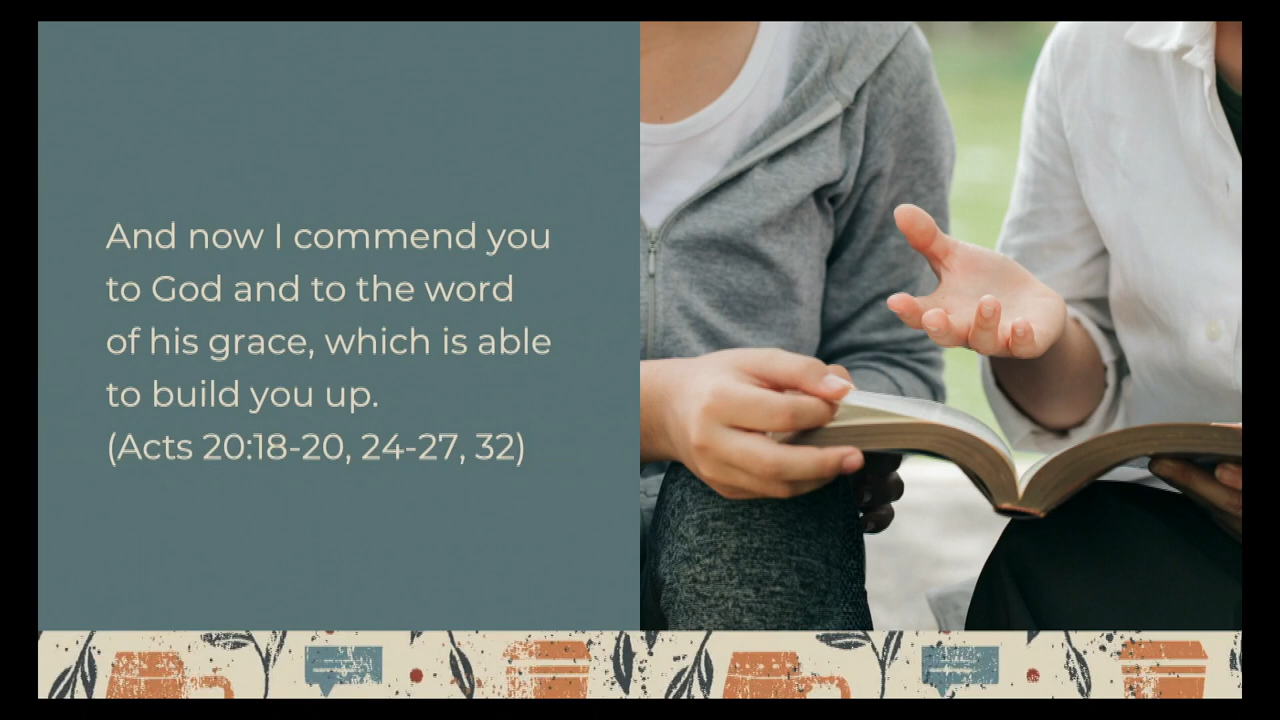 And now I commend you
to God and to the word
of his grace, which is able
to build you up.
(Acts 20:18-20, 24-27, 32)